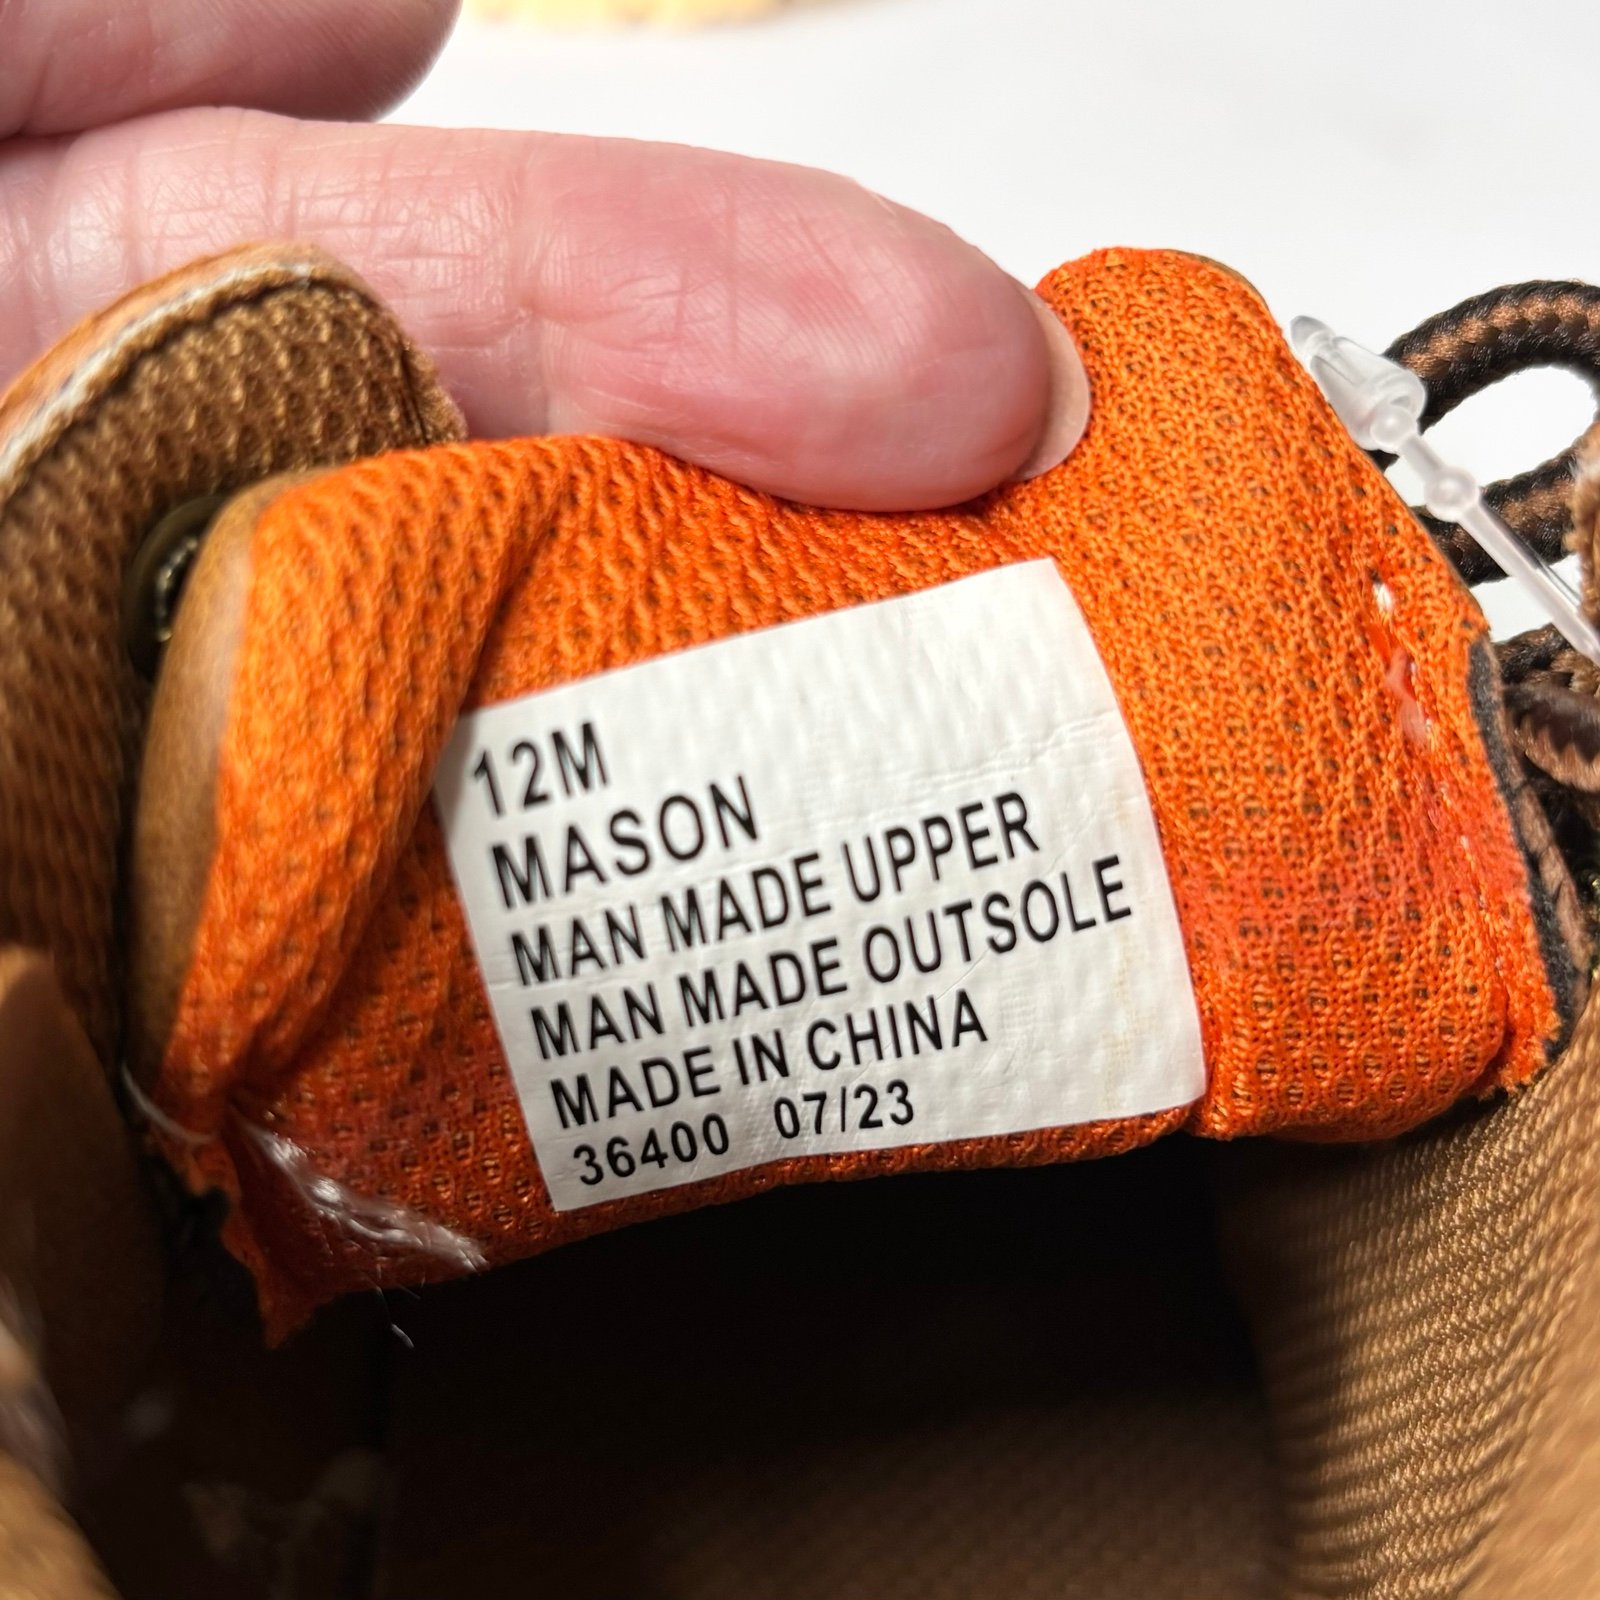 12M
MASON
MAN MADE UPPER
MAN MADE OUTSOLE
MADE IN CHINA
36400 07/23